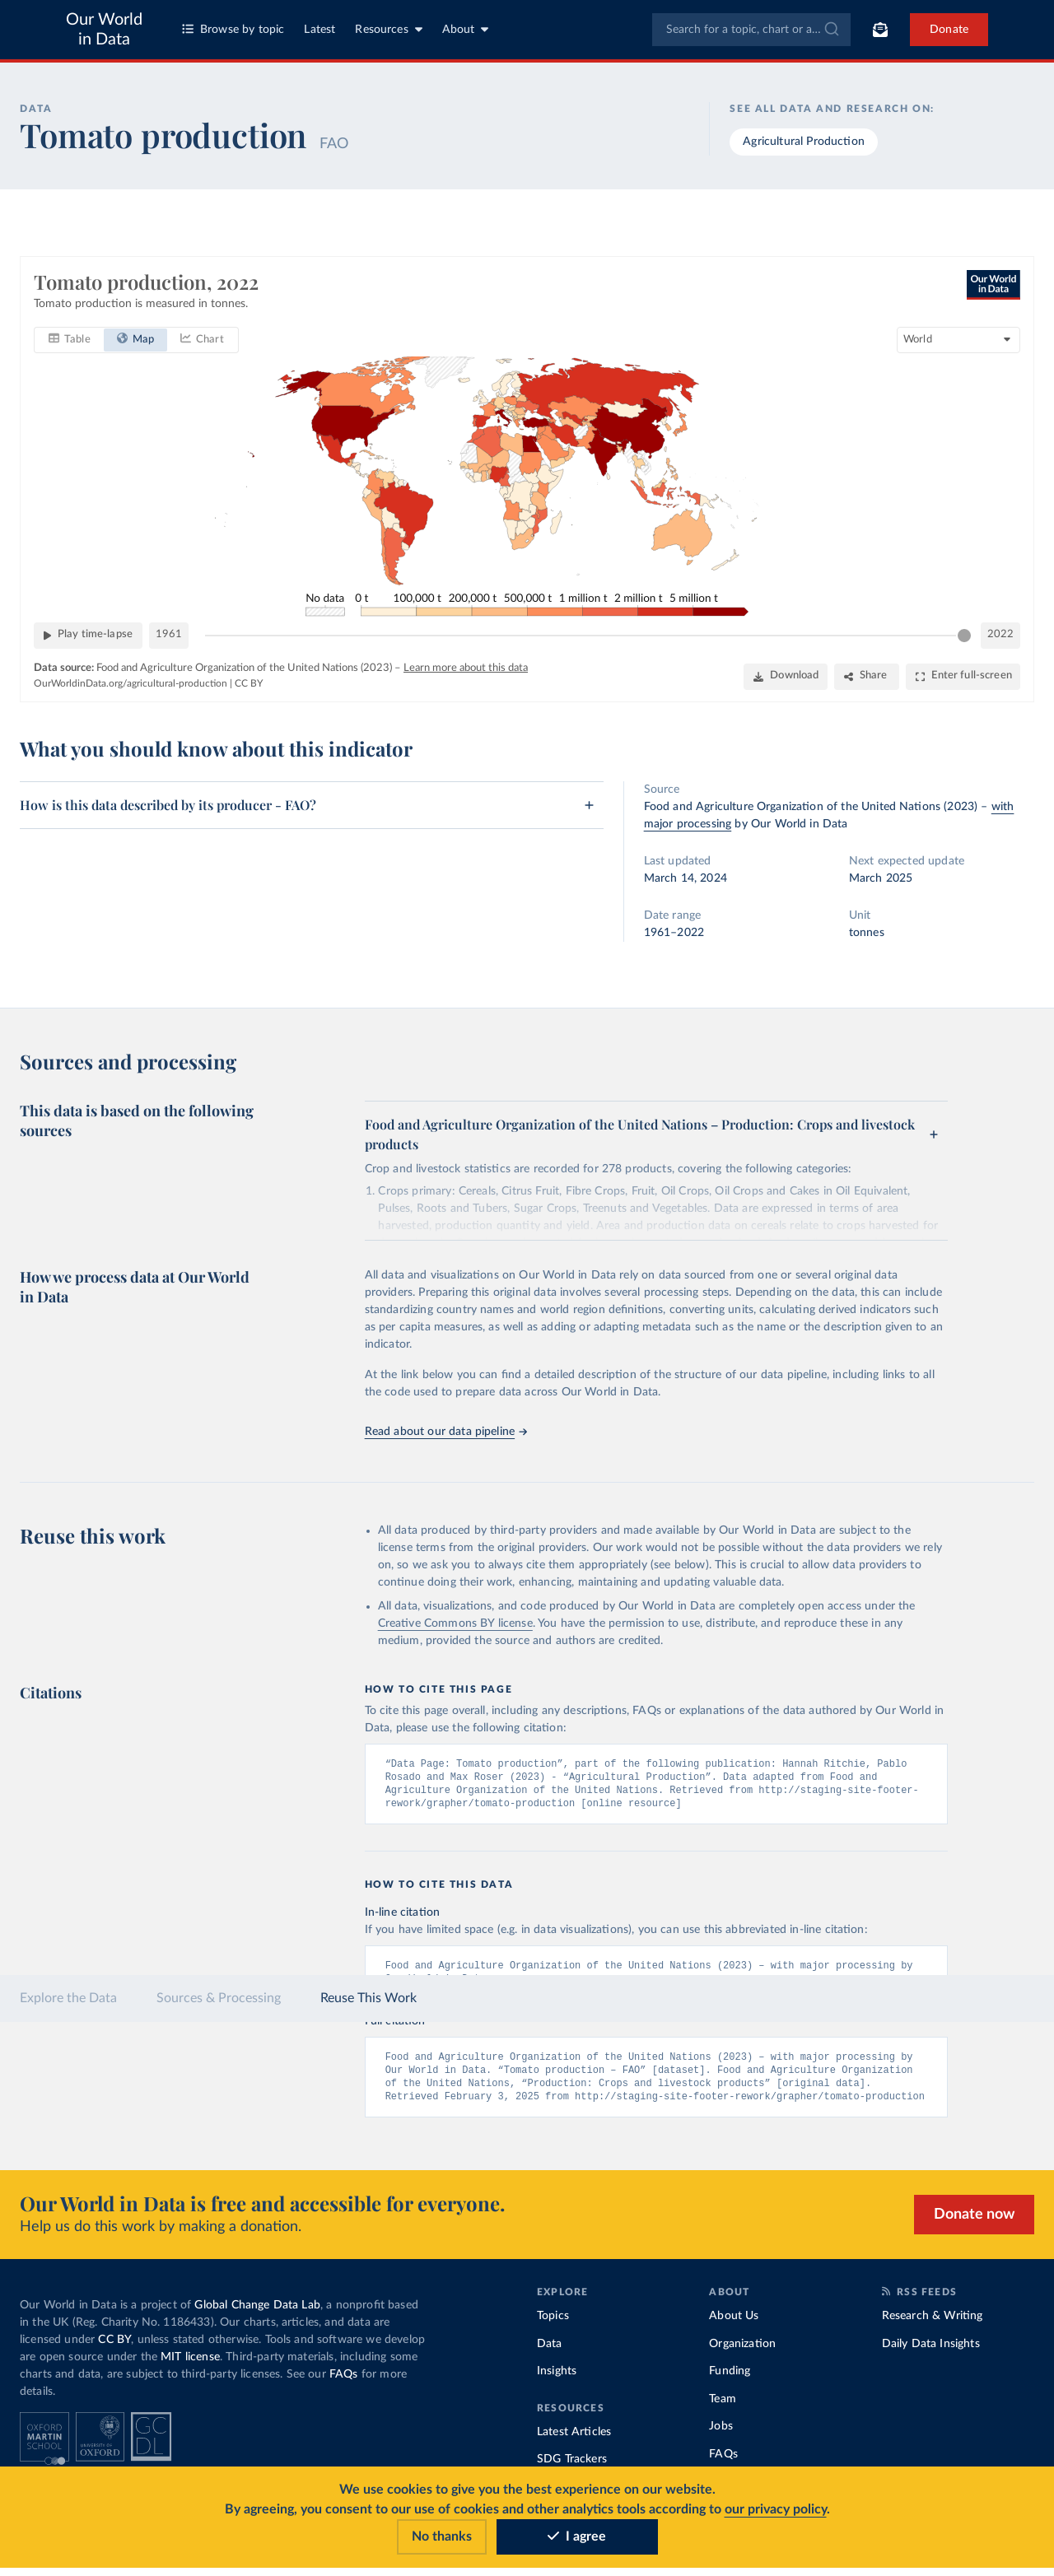 Our World
in Data
Browse by topic
Latest
Resources
About
Search for a topic, chart or a...
Donate
DATA
Tomato production FAO
SEE ALL DATA AND RESEARCH ON:
Agricultural Production
Tomato production, 2022
Tomato production is measured in tonnes.
Our World
in Data
Table
Map
Chart
World
No data
0 t
100,000 t
200,000 t
500,000 t
1 million t
2 million t
5 million t
Play time-lapse
1961
2022
Data source: Food and Agriculture Organization of the United Nations (2023) – Learn more about this data
OurWorldinData.org/agricultural-production | CC BY
Download
Share
Enter full-screen
What you should know about this indicator
How is this data described by its producer - FAO?
Source
Food and Agriculture Organization of the United Nations (2023) – with
major processing by Our World in Data
Last updated
March 14, 2024
Next expected update
March 2025
Date range
1961–2022
Unit
tonnes
Sources and processing
This data is based on the following
sources
Food and Agriculture Organization of the United Nations – Production: Crops and livestock
products
Crop and livestock statistics are recorded for 278 products, covering the following categories:
1. Crops primary: Cereals, Citrus Fruit, Fibre Crops, Fruit, Oil Crops, Oil Crops and Cakes in Oil Equivalent,
Pulses, Roots and Tubers, Sugar Crops, Treenuts and Vegetables. Data are expressed in terms of area
harvested, production quantity and yield. Area and production data on cereals relate to crops harvested for
How we process data at Our World
in Data
All data and visualizations on Our World in Data rely on data sourced from one or several original data
providers. Preparing this original data involves several processing steps. Depending on the data, this can include
standardizing country names and world region definitions, converting units, calculating derived indicators such
as per capita measures, as well as adding or adapting metadata such as the name or the description given to an
indicator.
At the link below you can find a detailed description of the structure of our data pipeline, including links to all
the code used to prepare data across Our World in Data.
Read about our data pipeline
Reuse this work
• All data produced by third-party providers and made available by Our World in Data are subject to the
license terms from the original providers. Our work would not be possible without the data providers we rely
on, so we ask you to always cite them appropriately (see below). This is crucial to allow data providers to
continue doing their work, enhancing, maintaining and updating valuable data.
• All data, visualizations, and code produced by Our World in Data are completely open access under the
Creative Commons BY license. You have the permission to use, distribute, and reproduce these in any
medium, provided the source and authors are credited.
Citations
HOW TO CITE THIS PAGE
To cite this page overall, including any descriptions, FAQs or explanations of the data authored by Our World in
Data, please use the following citation:
“Data Page: Tomato production”, part of the following publication: Hannah Ritchie, Pablo
Rosado and Max Roser (2023) - “Agricultural Production”. Data adapted from Food and
Agriculture Organization of the United Nations. Retrieved from http://staging-site-footer-
rework/grapher/tomato-production [online resource]
HOW TO CITE THIS DATA
In-line citation
If you have limited space (e.g. in data visualizations), you can use this abbreviated in-line citation:
Food and Agriculture Organization of the United Nations (2023) – with major processing by
Explore the Data
Sources & Processing
Reuse This Work
Full citation
Food and Agriculture Organization of the United Nations (2023) – with major processing by
Our World in Data. “Tomato production – FAO” [dataset]. Food and Agriculture Organization
of the United Nations, “Production: Crops and livestock products” [original data].
Retrieved February 3, 2025 from http://staging-site-footer-rework/grapher/tomato-production
Our World in Data is free and accessible for everyone.
Help us do this work by making a donation.
Donate now
Our World in Data is a project of Global Change Data Lab, a nonprofit based
in the UK (Reg. Charity No. 1186433). Our charts, articles, and data are
licensed under CC BY, unless stated otherwise. Tools and software we develop
are open source under the MIT license. Third-party materials, including some
charts and data, are subject to third-party licenses. See our FAQs for more
details.
OXFORD
MARTIN
SCHOOL
UNIVERSITY OF
OXFORD
GC
DL
EXPLORE
Topics
Data
Insights
RESOURCES
Latest Articles
SDG Trackers
ABOUT
About Us
Organization
Funding
Team
Jobs
FAQs
RSS FEEDS
Research & Writing
Daily Data Insights
We use cookies to give you the best experience on our website.
By agreeing, you consent to our use of cookies and other analytics tools according to our privacy policy.
No thanks
I agree